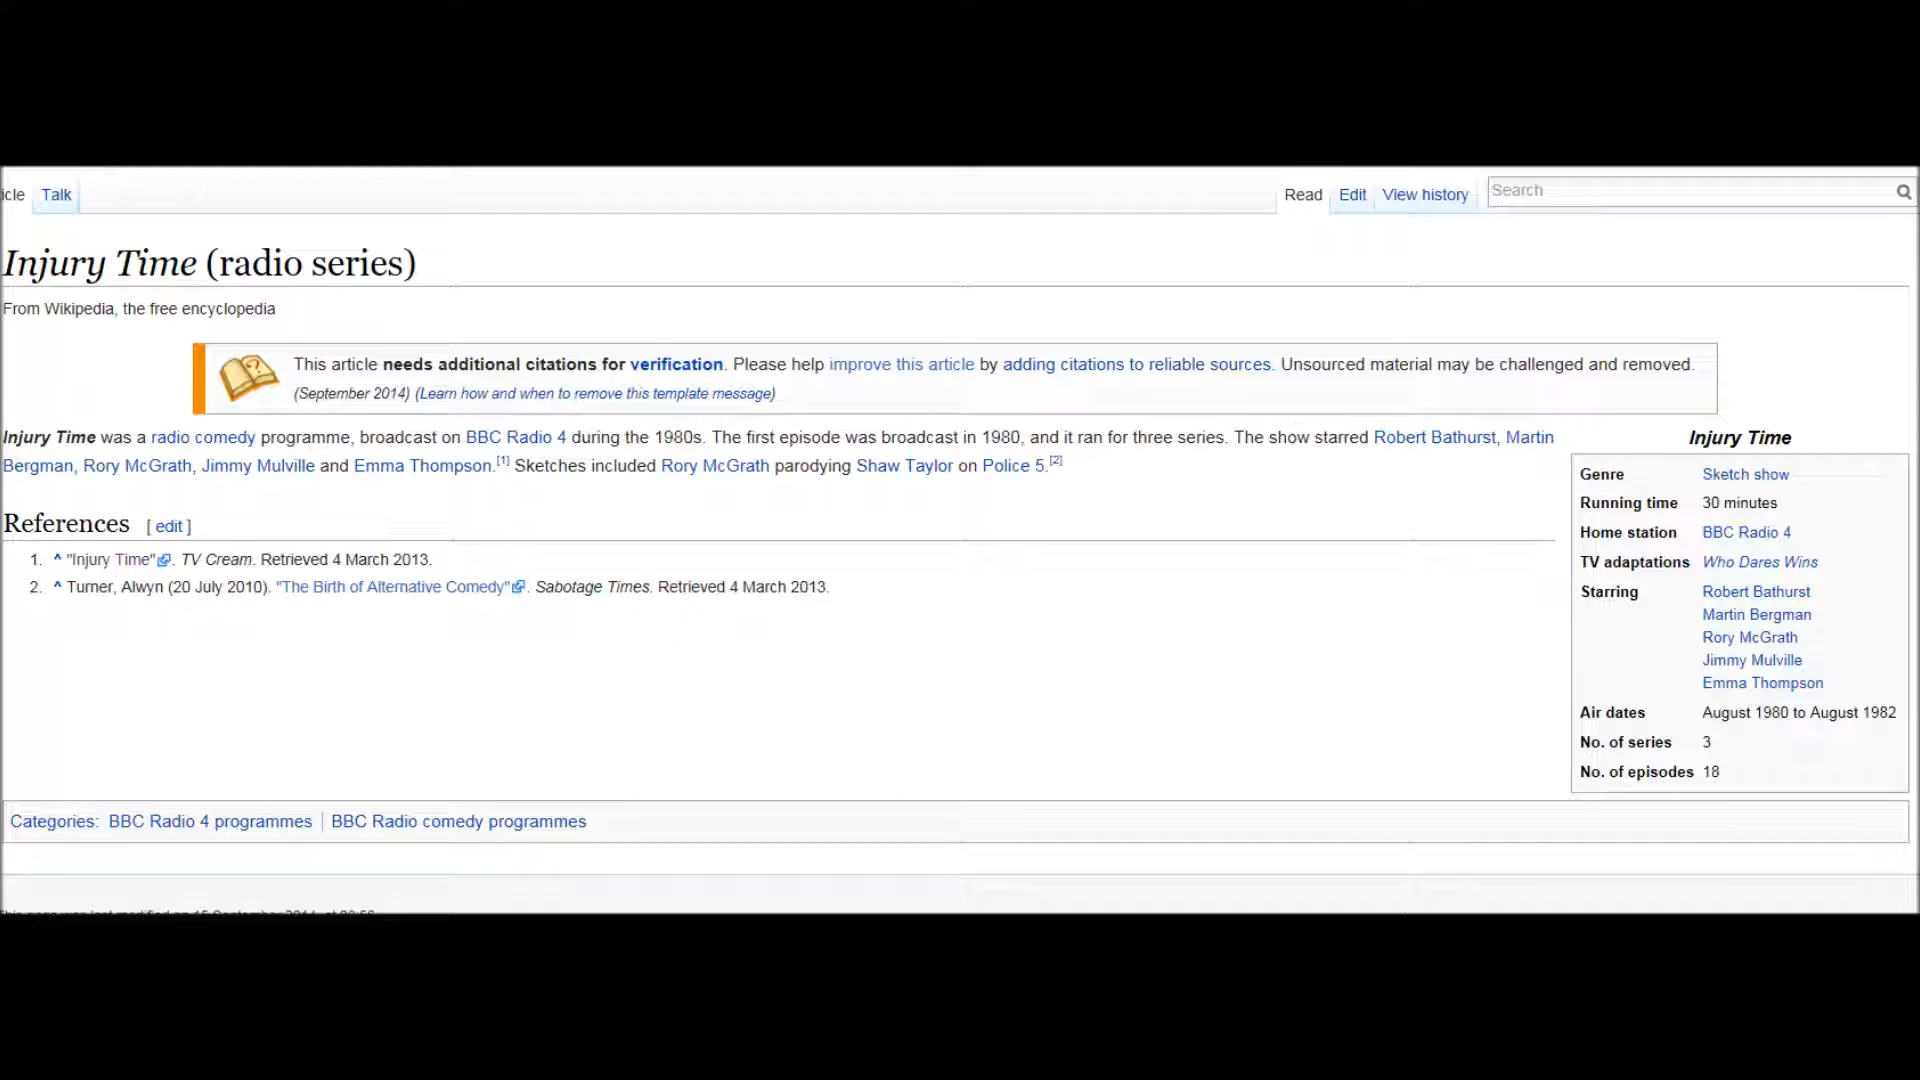 icle Talk Read Edit View history Search
Injury Time (radio series)
From Wikipedia, the free encyclopedia
This article needs additional citations for verification. Please help improve this article by adding citations to reliable sources. Unsourced material may be challenged and removed.
(September 2014) (Learn how and when to remove this template message)
Injury Time was a radio comedy programme, broadcast on BBC Radio 4 during the 1980s. The first episode was broadcast in 1980, and it ran for three series. The show starred Robert Bathurst, Martin
Bergman, Rory McGrath, Jimmy Mulville and Emma Thompson.[1] Sketches included Rory McGrath parodying Shaw Taylor on Police 5.[2]
References [ edit ]
1. ^ "Injury Time". TV Cream. Retrieved 4 March 2013.
2. ^ Turner, Alwyn (20 July 2010). "The Birth of Alternative Comedy". Sabotage Times. Retrieved 4 March 2013.
Injury Time
Genre Sketch show
Running time 30 minutes
Home station BBC Radio 4
TV adaptations Who Dares Wins
Starring Robert Bathurst
Martin Bergman
Rory McGrath
Jimmy Mulville
Emma Thompson
Air dates August 1980 to August 1982
No. of series 3
No. of episodes 18
Categories: BBC Radio 4 programmes | BBC Radio comedy programmes